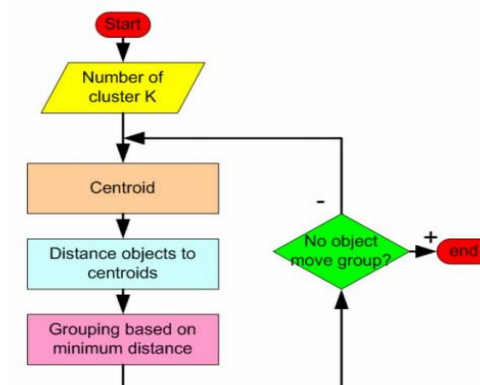 Start
Number of
cluster K
Centroid
Distance objects to
centroids
Grouping based on
minimum distance
-
No object
move group?
+
end